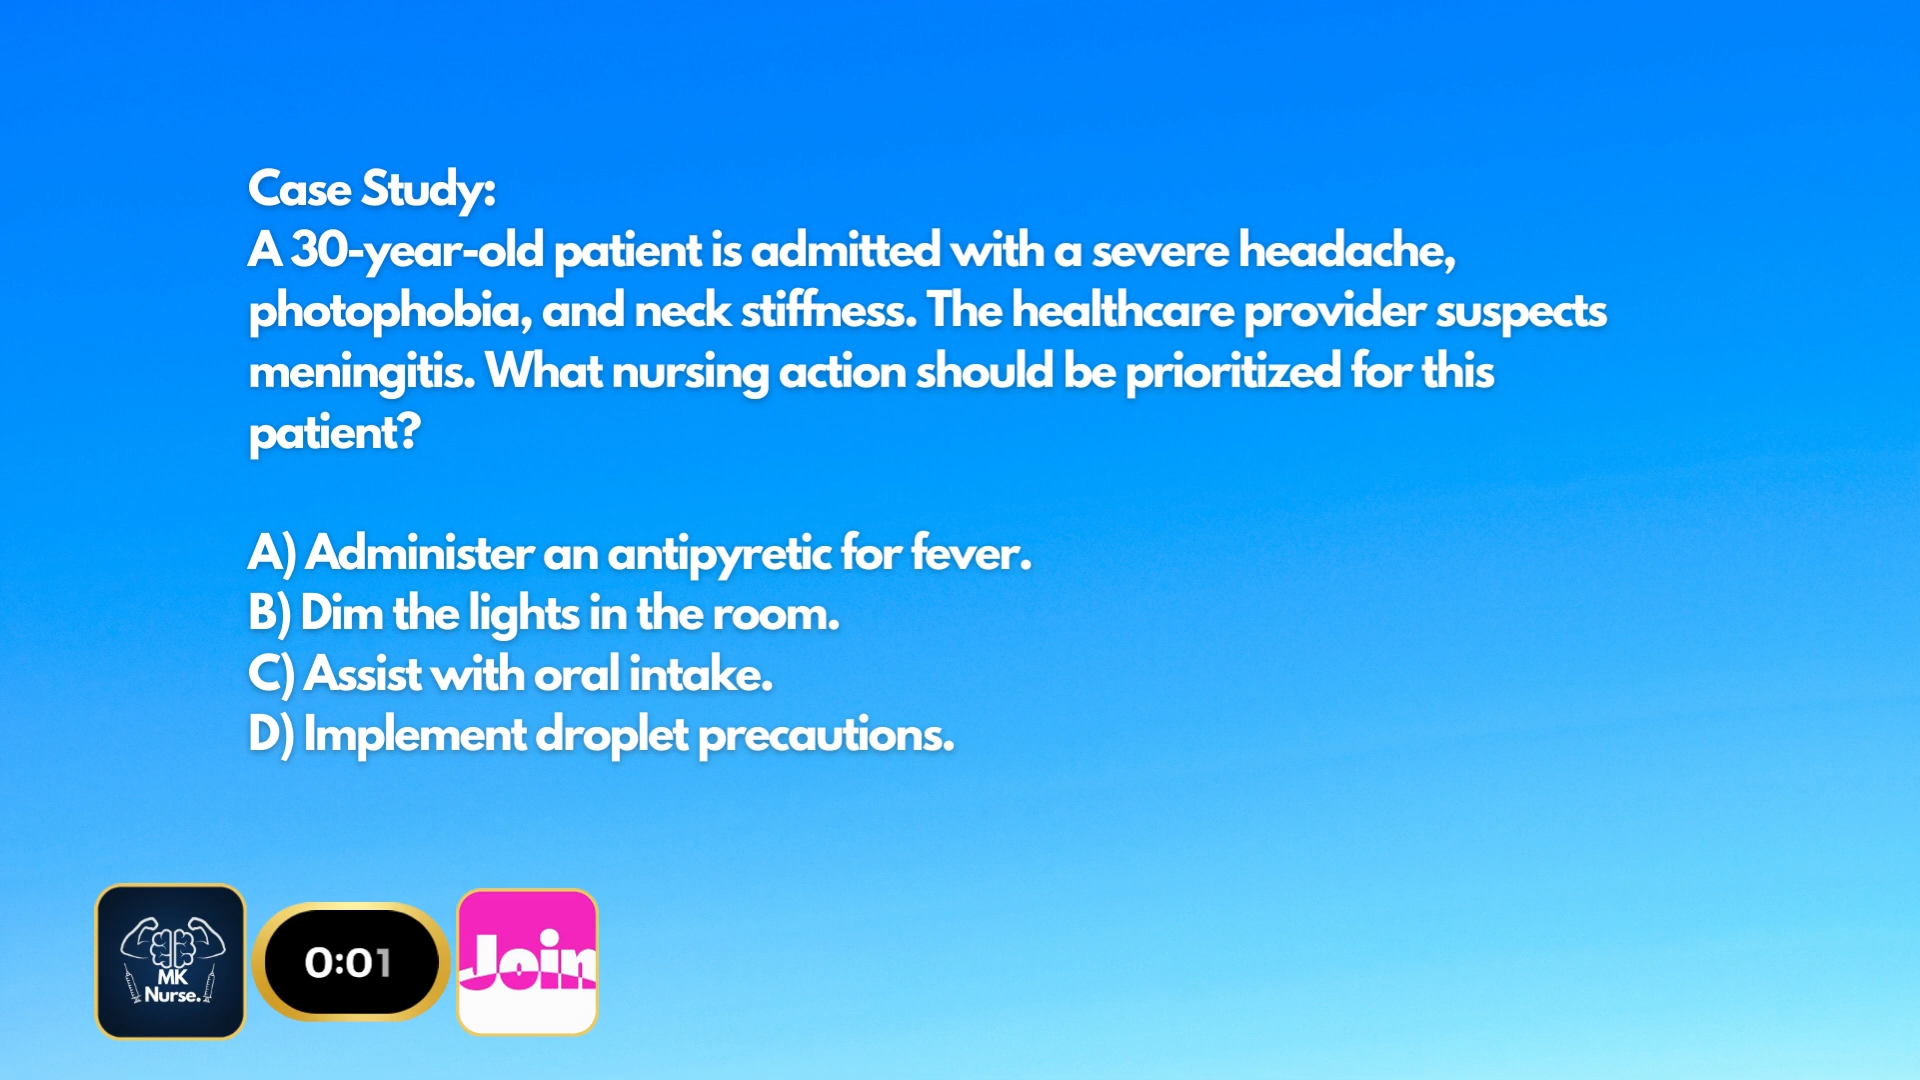 Case Study:
A 30-year-old patient is admitted with a severe headache,
photophobia, and neck stiffness. The healthcare provider suspects
meningitis. What nursing action should be prioritized for this
patient?
A) Administer an antipyretic for fever.
B) Dim the lights in the room.
C) Assist with oral intake.
D) Implement droplet precautions.
MK
Nurse.
0:01
Join